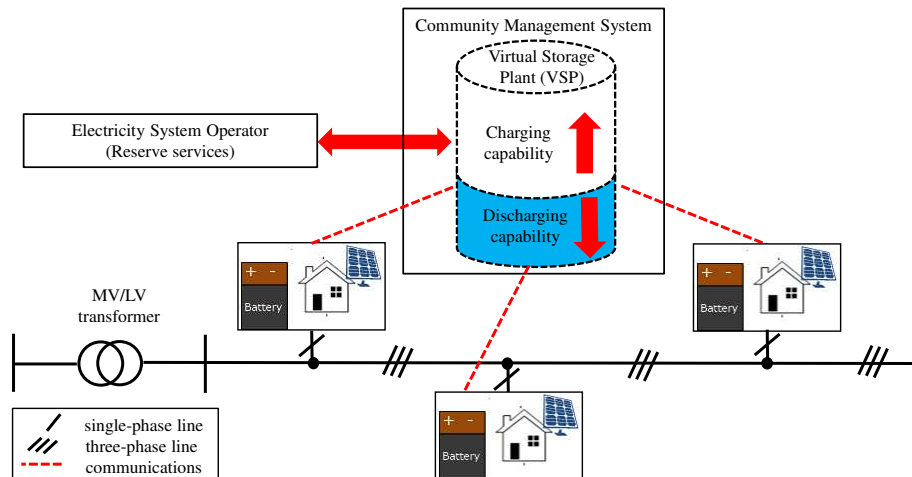 Community Management System
Virtual Storage
Plant (VSP)
Electricity System Operator
(Reserve services)
Charging
capability
Discharging
capability
+ -
Battery
+ -
Battery
MV/LV
transformer
+ -
Battery
single-phase line
three-phase line
communications